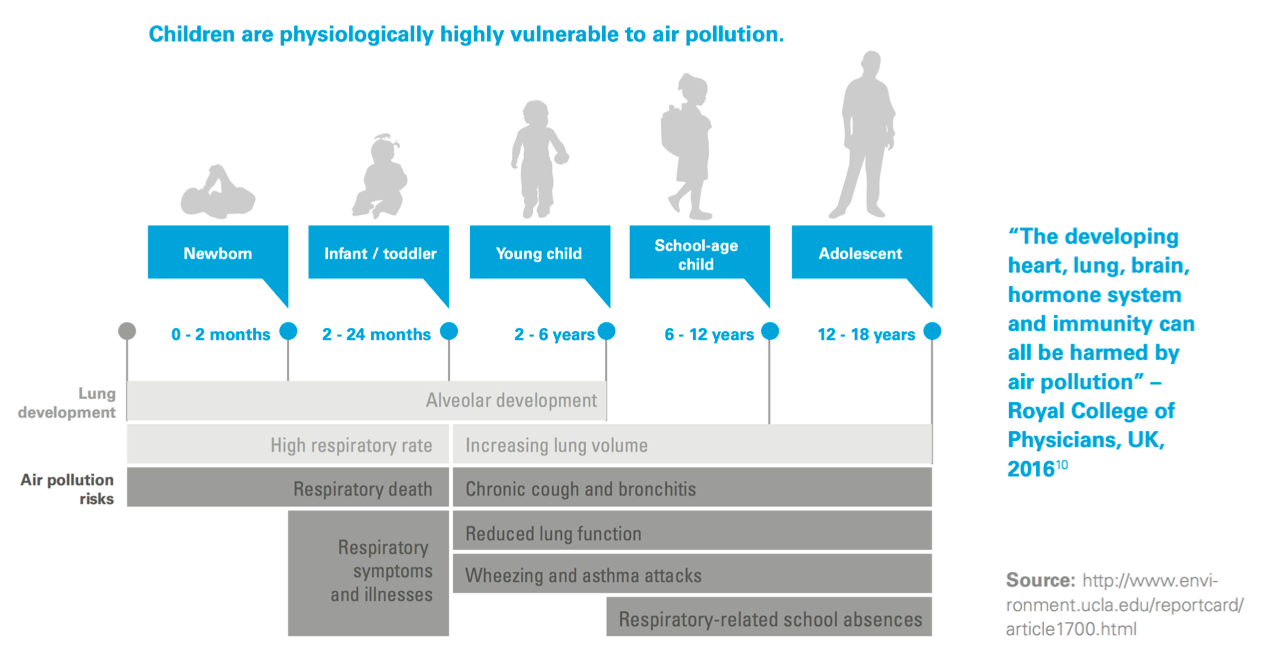 Children are physiologically highly vulnerable to air pollution.
Newborn
Infant / toddler
Young child
School-age
child
Adolescent
0 - 2 months
2 - 24 months
2 - 6 years
6 - 12 years
12 - 18 years
Lung
development
Alveolar development
High respiratory rate
Increasing lung volume
Air pollution
risks
Respiratory death
Chronic cough and bronchitis
Respiratory
symptoms
and illnesses
Reduced lung function
Wheezing and asthma attacks
Respiratory-related school absences
“The developing
heart, lung, brain,
hormone system
and immunity can
all be harmed by
air pollution” –
Royal College of
Physicians, UK,
2016¹⁰
Source: http://www.envi-
ronment.ucla.edu/reportcard/
article1700.html